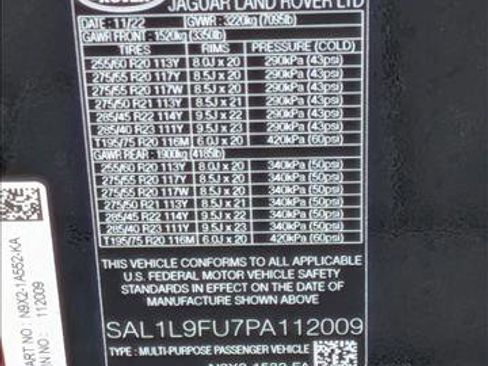 ROVER
JAGUAR LAND ROVER LTD
DATE : 11/22 GVWR : 3220kg (7095lb)
GAWR FRONT : 1520kg (3350lb)
TIRES RIMS PRESSURE (COLD)
255/60 R20 113Y 8.0J x 20 290kPa (43psi)
275/55 R20 117Y 8.5J x 20 290kPa (43psi)
275/55 R20 117W 8.5J x 20 290kPa (43psi)
275/50 R21 113Y 8.5J x 21 290kPa (43psi)
285/45 R22 114Y 9.5J x 22 290kPa (43psi)
285/40 R23 111Y 9.5J x 23 290kPa (43psi)
T195/75 R20 116M 6.0J x 20 420kPa (60psi)
GAWR REAR : 1900kg (4185lb)
255/60 R20 113Y 8.0J x 20 340kPa (50psi)
275/55 R20 117Y 8.5J x 20 340kPa (50psi)
275/55 R20 117W 8.5J x 20 340kPa (50psi)
275/50 R21 113Y 8.5J x 21 340kPa (50psi)
285/45 R22 114Y 9.5J x 22 340kPa (50psi)
285/40 R23 111Y 9.5J x 23 340kPa (50psi)
T195/75 R20 116M 6.0J x 20 420kPa (60psi)
THIS VEHICLE CONFORMS TO ALL APPLICABLE
U.S. FEDERAL MOTOR VEHICLE SAFETY
STANDARDS IN EFFECT ON THE DATE OF
MANUFACTURE SHOWN ABOVE
SAL1L9FU7PA112009
TYPE : MULTI-PURPOSE PASSENGER VEHICLE
PART NO : N9X2-1A552-KA
IN NO : 112009